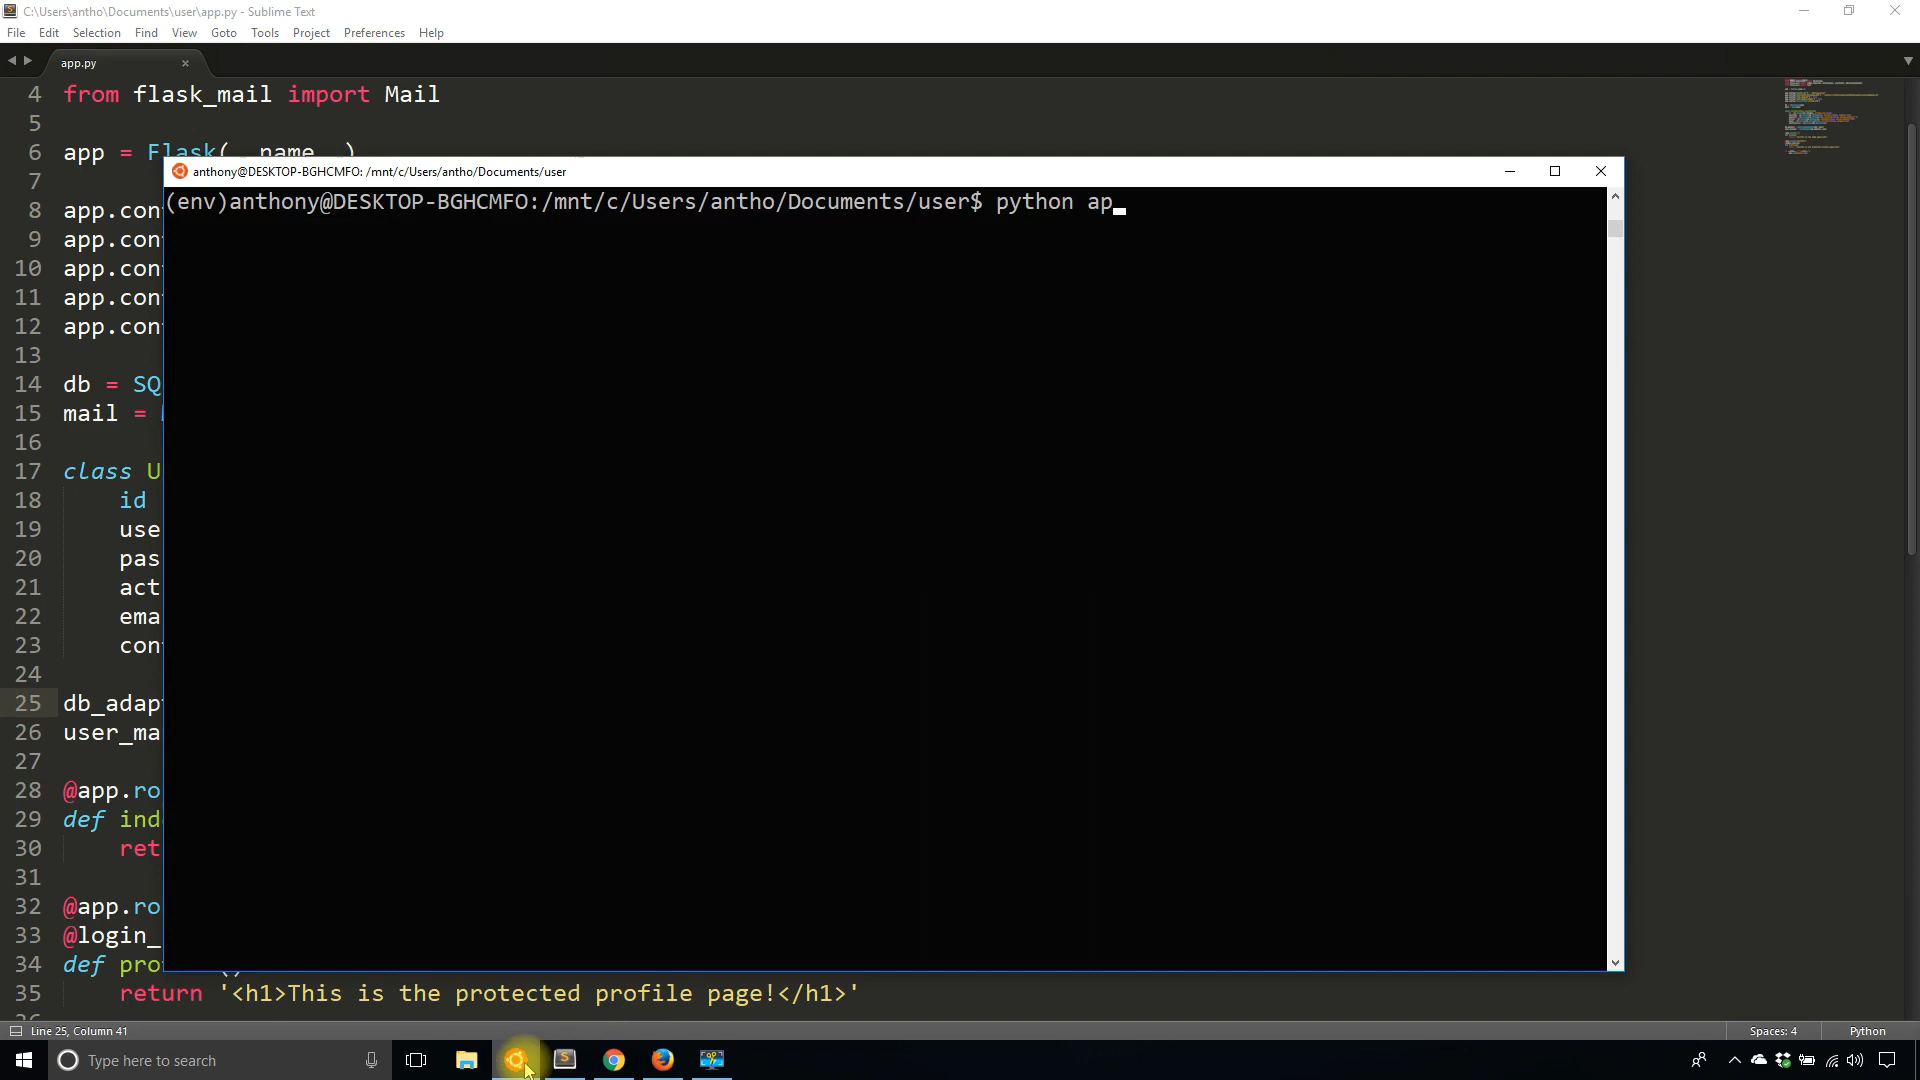 C:\Users\antho\Documents\user\app.py - Sublime Text
File Edit Selection Find View Goto Tools Project Preferences Help
app.py
4 from flask_mail import Mail
5
6 app = Flask(__name__)
7
8 app.con
9 app.con
10 app.con
11 app.con
12 app.con
13
14 db = SQ
15 mail =
16
17 class U
18 id
19 use
20 pas
21 act
22 ema
23 con
24
25 db_adap
26 user_ma
27
28 @app.ro
29 def ind
30 ret
31
32 @app.ro
33 @login_
34 def pro ()
35 return '<h1>This is the protected profile page!</h1>'
anthony@DESKTOP-BGHCMFO: /mnt/c/Users/antho/Documents/user
(env)anthony@DESKTOP-BGHCMFO:/mnt/c/Users/antho/Documents/user$ python ap
Line 25, Column 41
Spaces: 4
Python
Type here to search